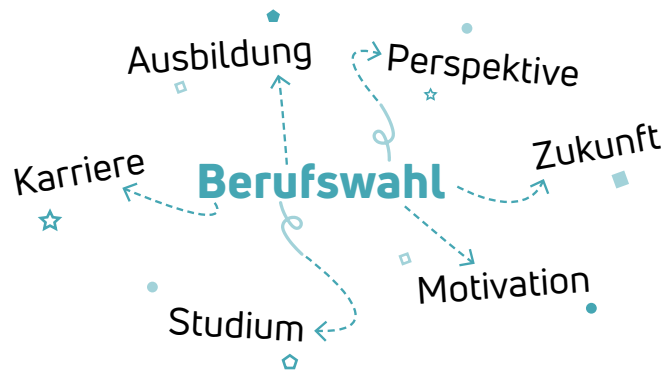 Ausbildung
Perspektive
Zukunft
Karriere
Berufswahl
Motivation
Studium